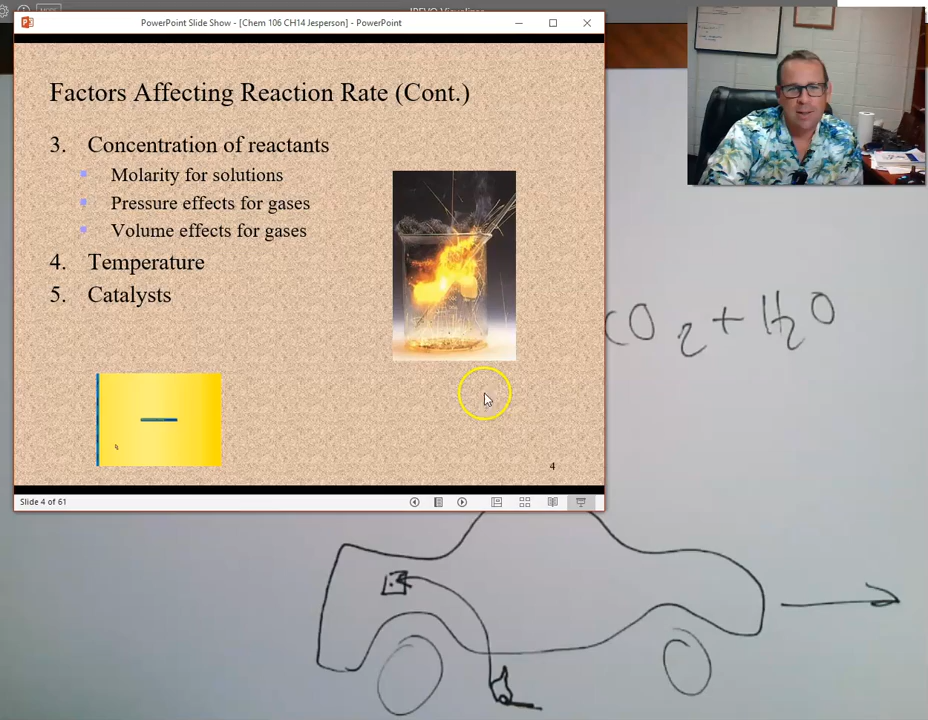 PowerPoint Slide Show - [Chem 106 CH14 Jesperson] - PowerPoint
Factors Affecting Reaction Rate (Cont.)
3. Concentration of reactants
Molarity for solutions
Pressure effects for gases
Volume effects for gases
4. Temperature
5. Catalysts
4
Slide 4 of 61
CO2 + H2O